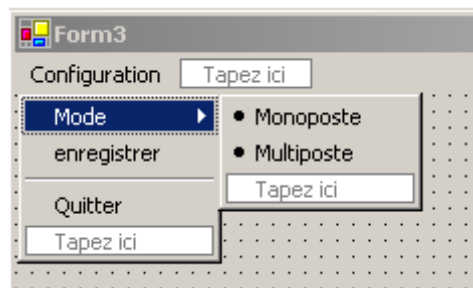 Form3
Configuration Tapez ici
Mode
Monoposte
enregistrer
Multiposte
Tapez ici
Quitter
Tapez ici